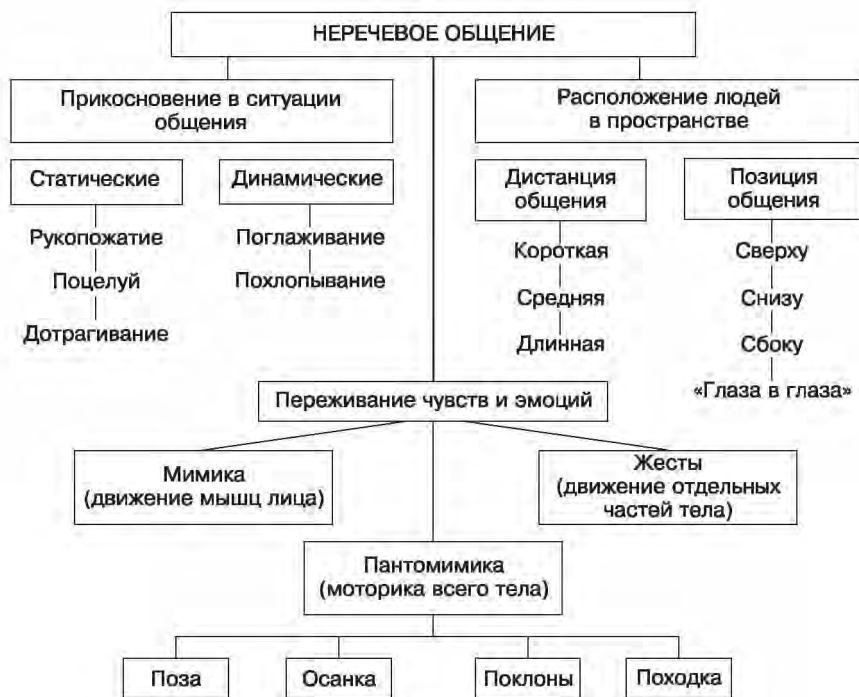 НЕРЕЧЕВОЕ ОБЩЕНИЕ
Прикосновение в ситуации
общения
Расположение людей
в пространстве
Статические
Динамические
Дистанция
общения
Позиция
общения
Рукопожатие
Поглаживание
Короткая
Сверху
Поцелуй
Похлопывание
Средняя
Снизу
Дотрагивание
Длинная
Сбоку
«Глаза в глаза»
Переживание чувств и эмоций
Мимика
(движение мышц лица)
Жесты
(движение отдельных
частей тела)
Пантомимика
(моторика всего тела)
Поза
Осанка
Поклоны
Походка